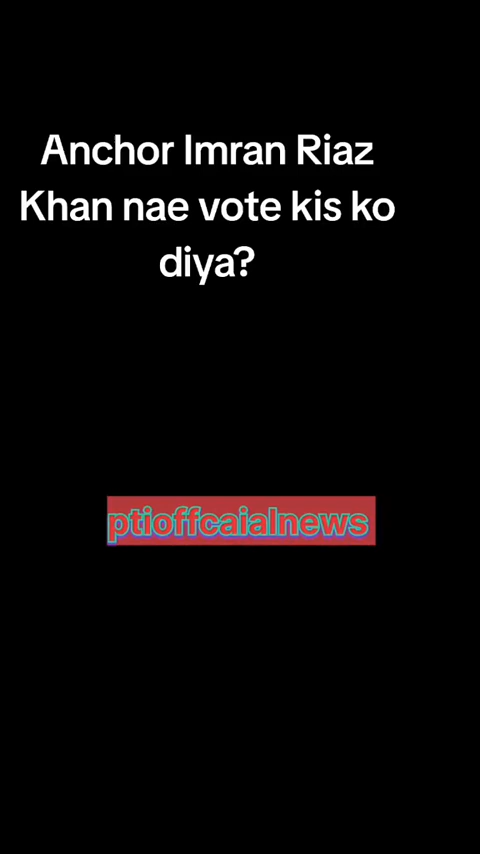 Anchor Imran Riaz
Khan nae vote kis ko
diya?
ptioffcaialnews